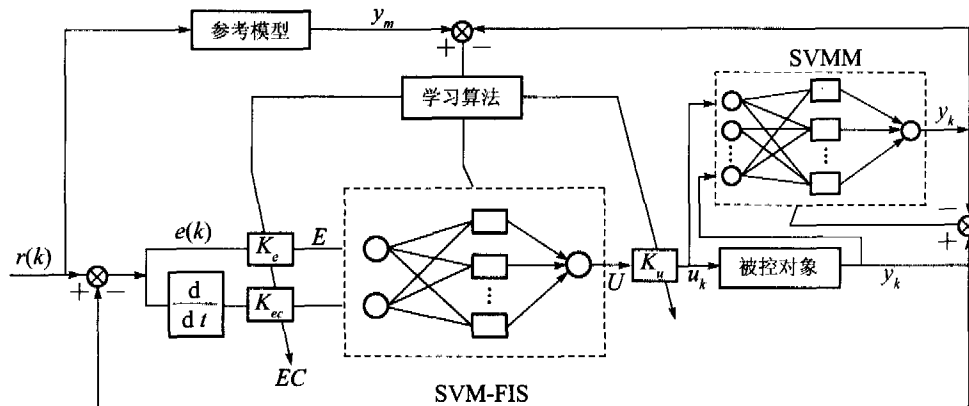 参考模型
y_m
+
−
SVMM
学习算法
y_k
e(k)
K_e
E
−
+
r(k)
+
−
d
d t
K_ec
U
K_u
u_k
被控对象
y_k
EC
SVM-FIS